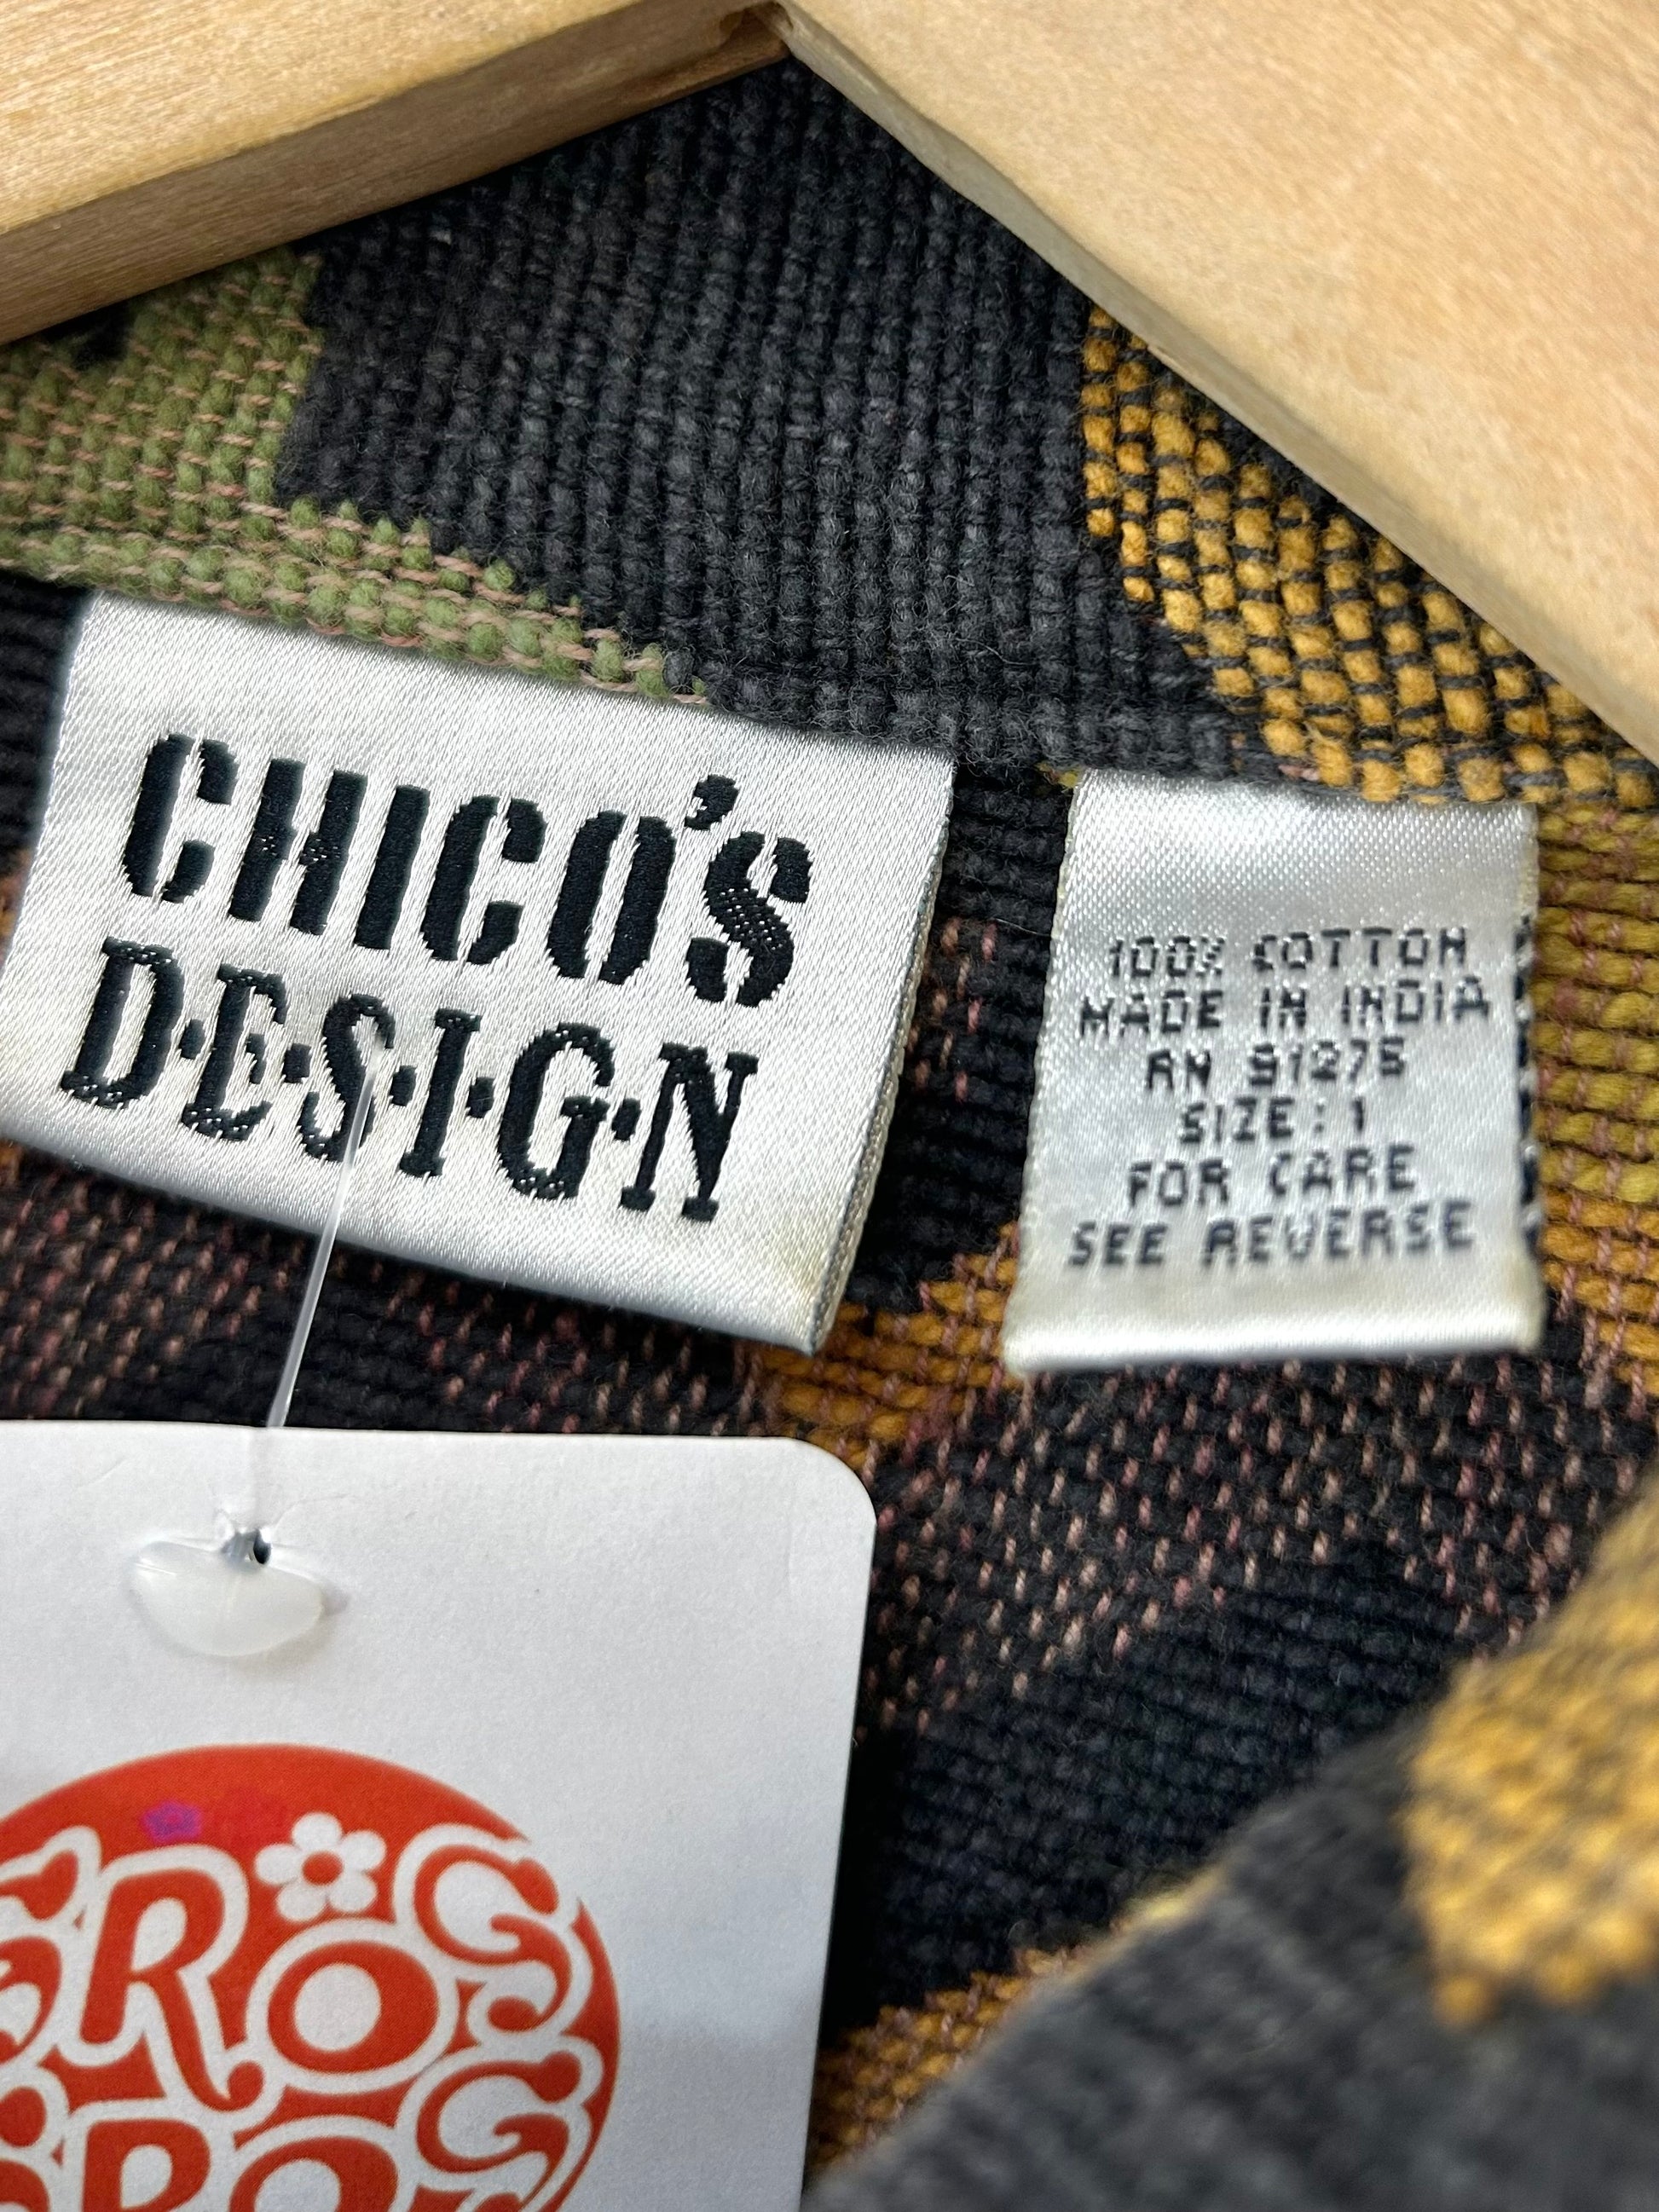 CHICO'S
D·E·S·I·G·N
100% COTTON
MADE IN INDIA
RN 91275
SIZE: 1
FOR CARE
SEE REVERSE